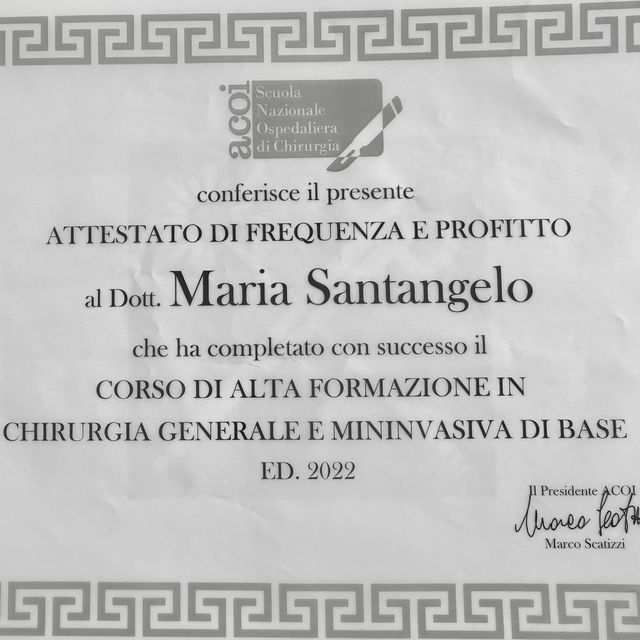 acoi
Scuola
Nazionale
Ospedaliera
di Chirurgia
conferisce il presente
ATTESTATO DI FREQUENZA E PROFITTO
al Dott. Maria Santangelo
che ha completato con successo il
CORSO DI ALTA FORMAZIONE IN
CHIRURGIA GENERALE E MININVASIVA DI BASE
ED. 2022
Il Presidente ACOI
Marco Scatizzi